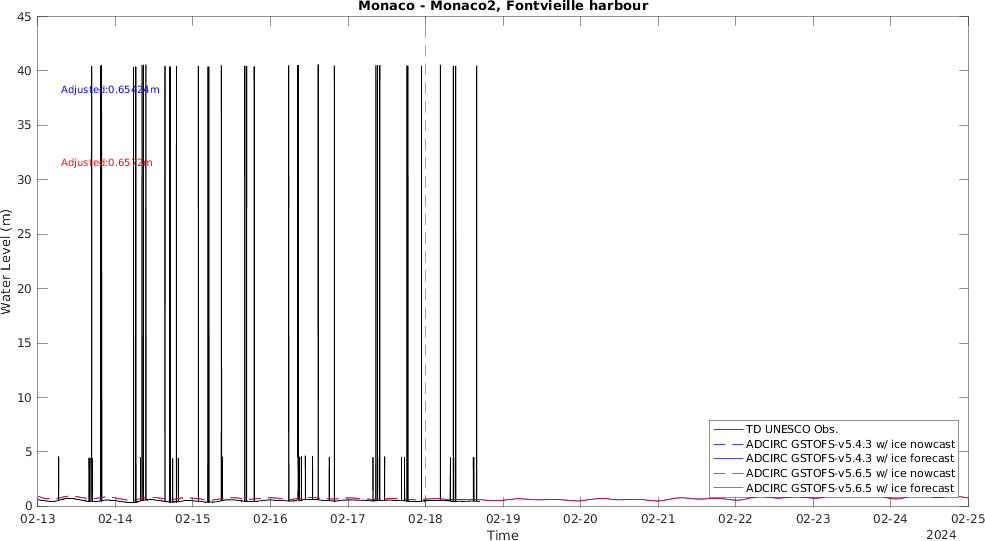 Monaco - Monaco2, Fontvieille harbour
45
40
35
30
25
20
15
10
5
0
Water Level (m)
Adjusted:0.65424m
Adjusted:0.6572m
TD UNESCO Obs.
ADCIRC GSTOFS-v5.4.3 w/ ice nowcast
ADCIRC GSTOFS-v5.4.3 w/ ice forecast
ADCIRC GSTOFS-v5.6.5 w/ ice nowcast
ADCIRC GSTOFS-v5.6.5 w/ ice forecast
02-13 02-14 02-15 02-16 02-17 02-18 02-19 02-20 02-21 02-22 02-23 02-24 02-25
Time
2024